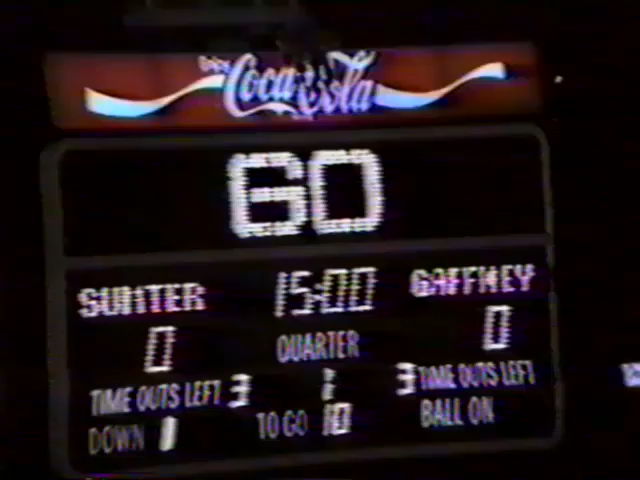 Coca-Cola
GO
SUMTER 15:00 GAFFNEY
0 QUARTER 0
TIME OUTS LEFT 3 3 TIME OUTS LEFT
DOWN 1 TO GO 10 BALL ON